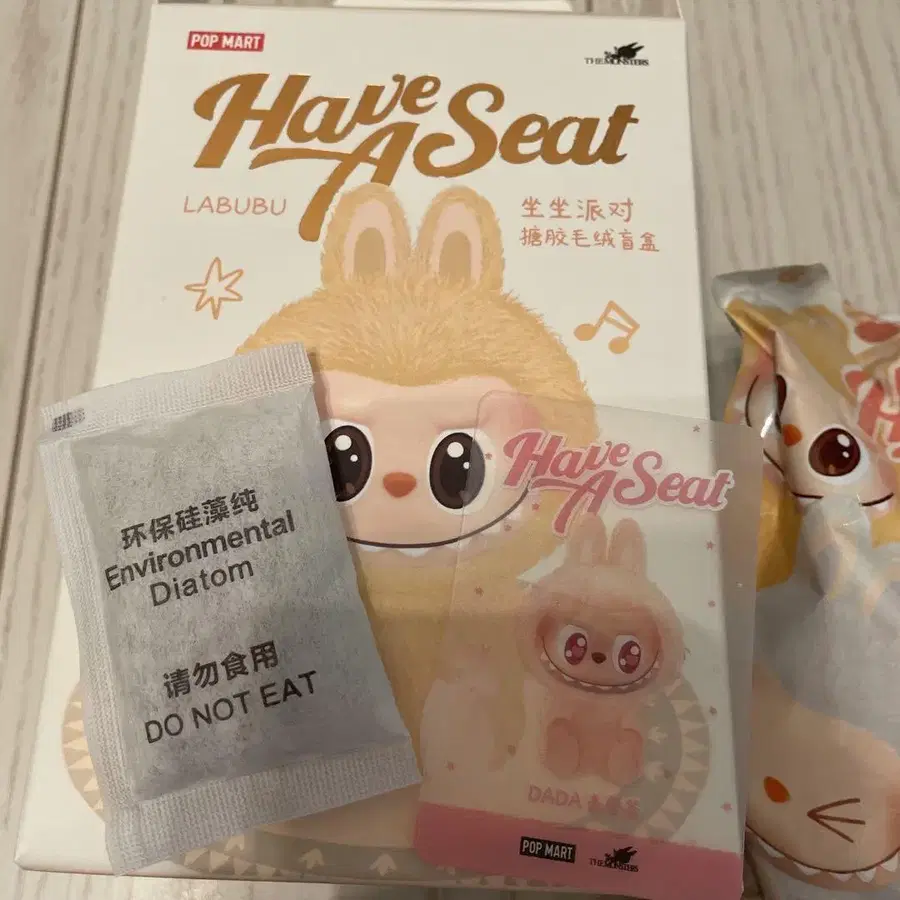 POP MART
THE MONSTERS
Have A Seat
LABUBU
坐坐派对
搪胶毛绒盲盒
环保硅藻纯
Environmental
Diatom
请勿食用
DO NOT EAT
Have A Seat
DADA
POP MART
THE MONSTERS
H